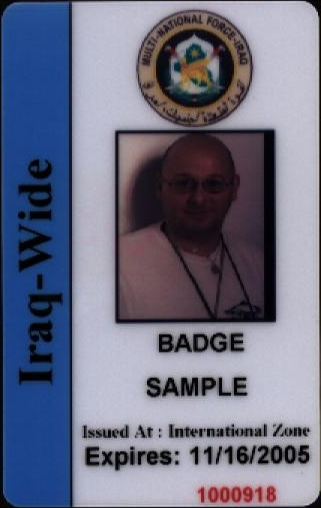 MULTI-NATIONAL FORCE-IRAQ
Iraq-Wide
BADGE
SAMPLE
Issued At : International Zone
Expires: 11/16/2005
1000918